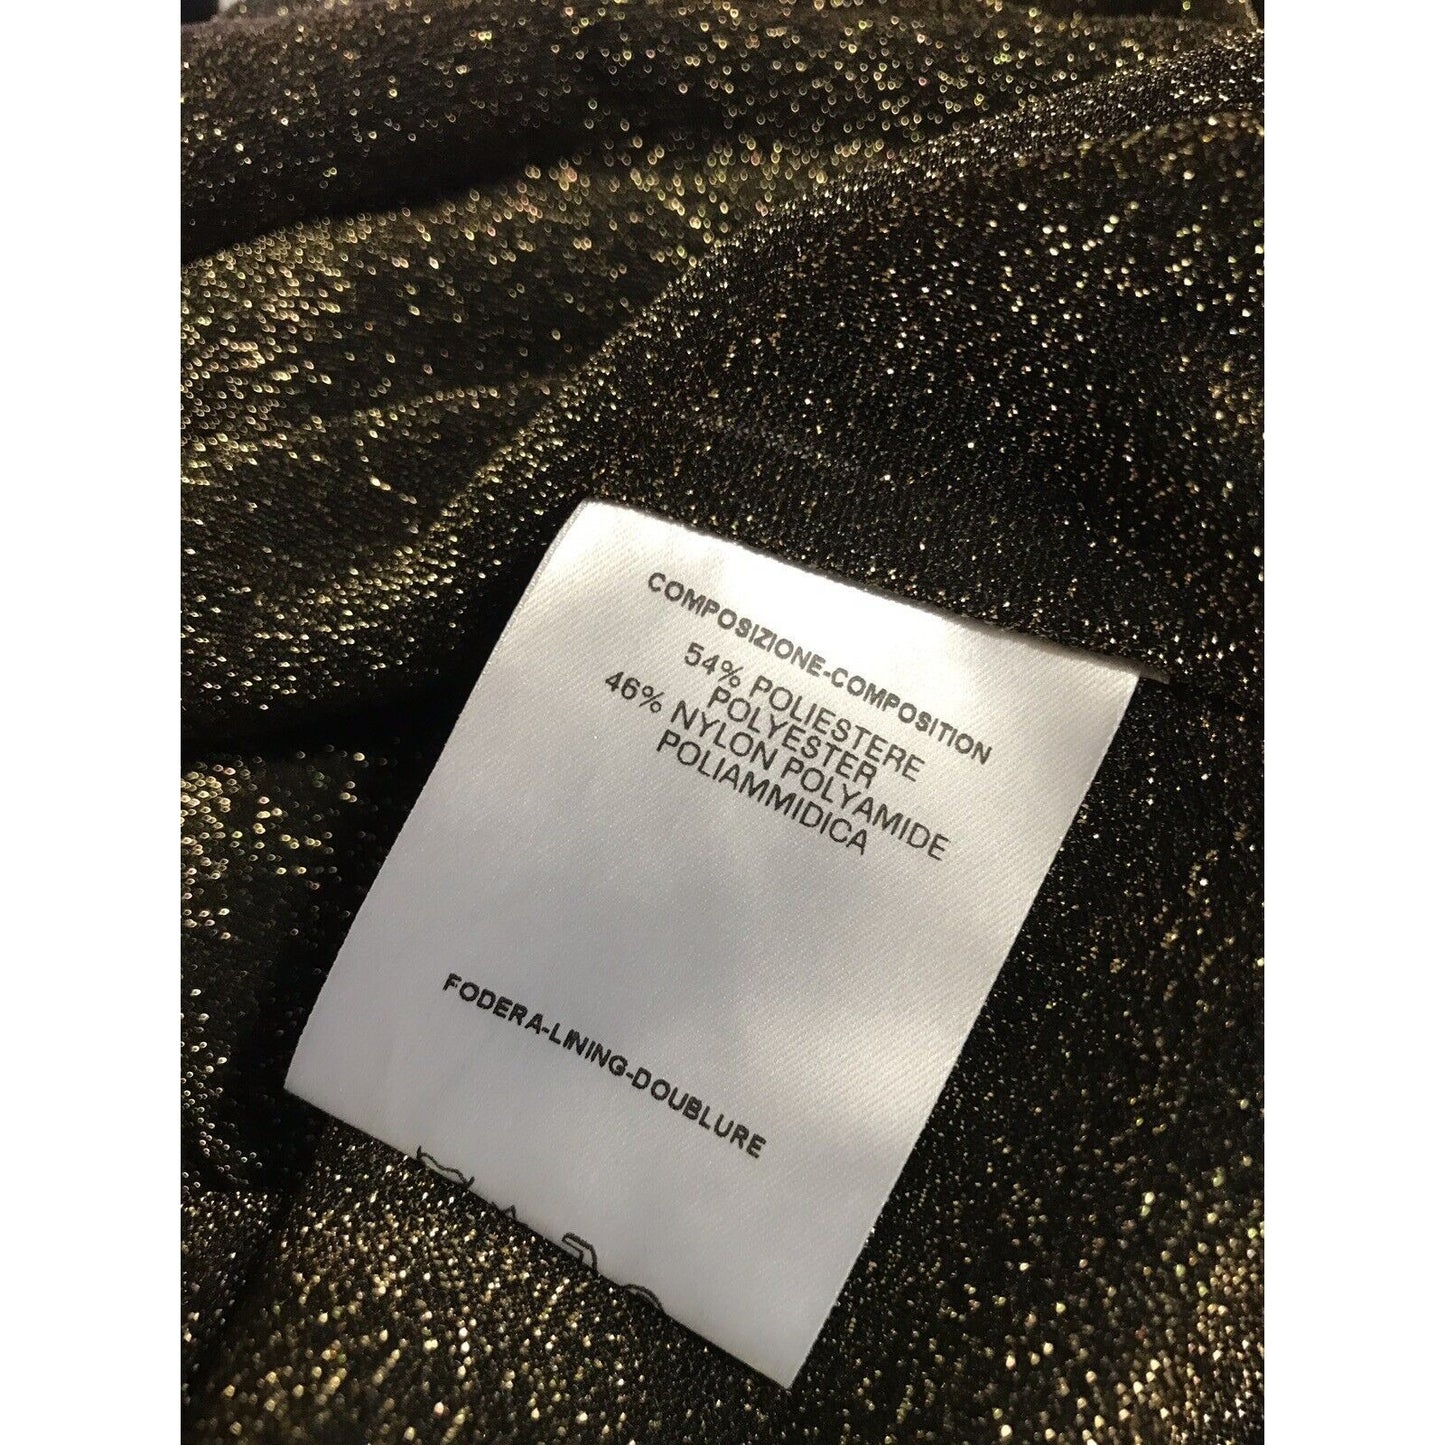 COMPOSIZIONE-COMPOSITION
54% POLIESTERE
POLYESTER
46% NYLON POLYAMIDE
POLIAMMIDICA
FODERA-LINING-DOUBLURE